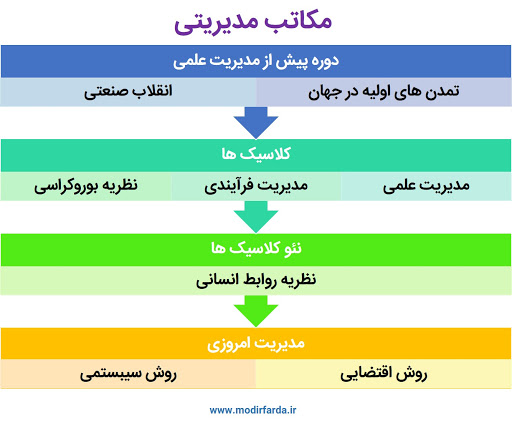 مکاتب مدیریتی
دوره پیش از مدیریت علمی
تمدن های اولیه در جهان
انقلاب صنعتی
کلاسیک ها
مدیریت علمی
مدیریت فرآیندی
نظریه بوروکراسی
نئو کلاسیک ها
نظریه روابط انسانی
مدیریت امروزی
روش اقتضایی
روش سیبستمی
www.modirfarda.ir